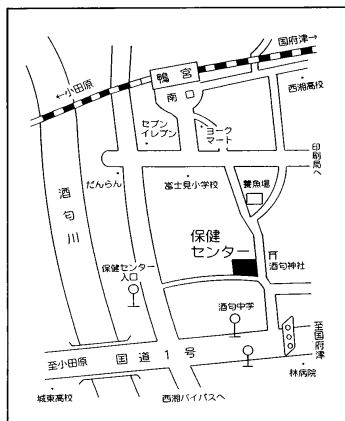 国府津→
鴨宮
←小田原
南
西湘高校
セブン
イレブン
ヨーク
マート
印刷局へ
だんらん
富士見小学校
養魚場
酒匂川
保健
センター
酒匂神社
保健センター
入口
酒匂中学
至国府津
至小田原
国道1号
林病院
城東高校
西湘バイパスへ